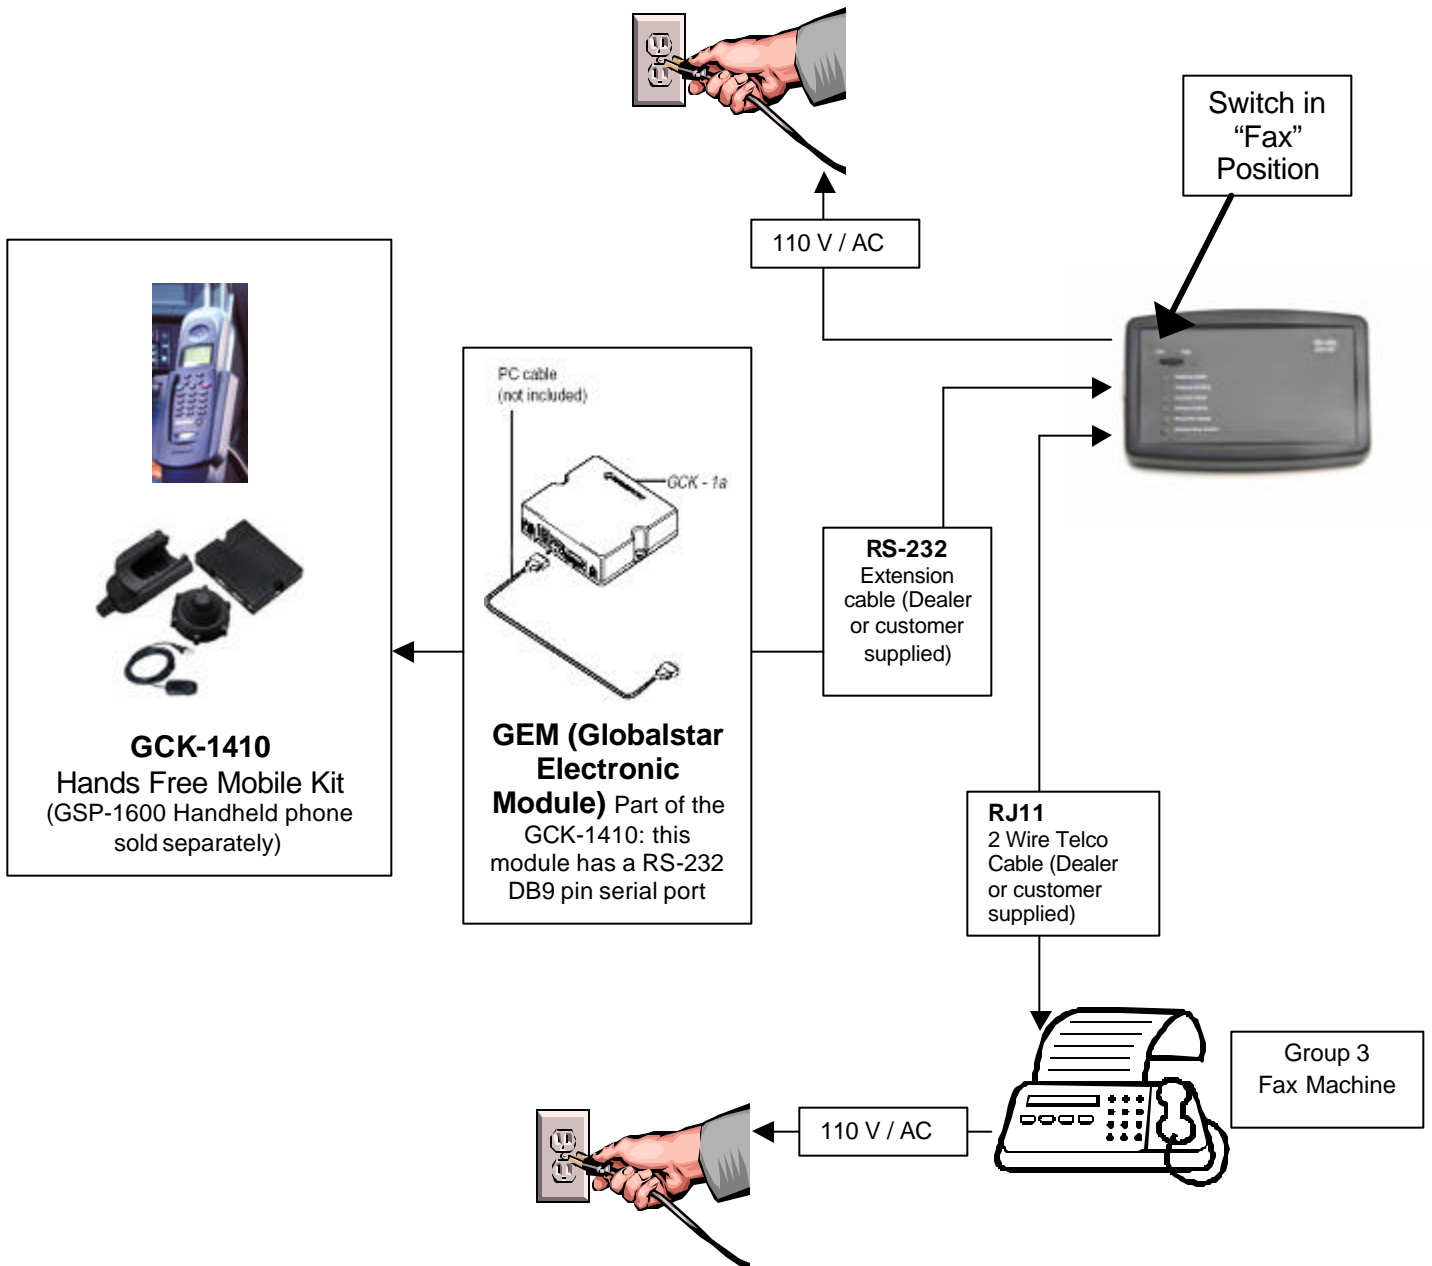 Switch in
“Fax”
Position
110 V / AC
PC cable
(not included)
GCK - 1a
RS-232
Extension
cable (Dealer
or customer
supplied)
GCK-1410
Hands Free Mobile Kit
(GSP-1600 Handheld phone
sold separately)
GEM (Globalstar
Electronic
Module) Part of the
GCK-1410: this
module has a RS-232
DB9 pin serial port
RJ11
2 Wire Telco
Cable (Dealer
or customer
supplied)
Group 3
Fax Machine
110 V / AC